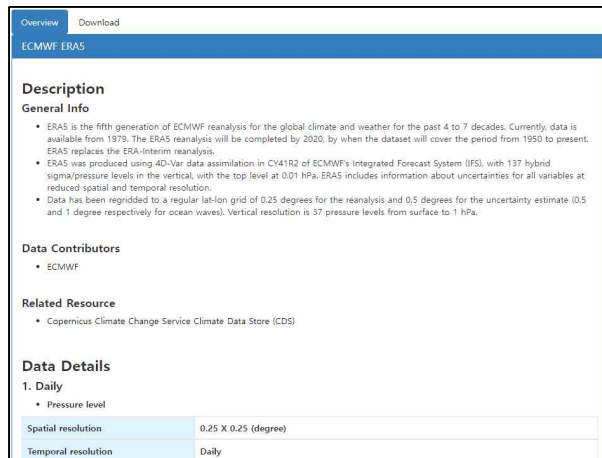 Overview Download
ECMWF ERA5
Description
General Info
• ERA5 is the fifth generation of ECMWF reanalysis for the global climate and weather for the past 4 to 7 decades. Currently, data is
available from 1979. The ERA5 reanalysis will be completed by 2020, by when the dataset will cover the period from 1950 to present.
ERA5 replaces the ERA-Interim reanalysis.
• ERA5 was produced using 4D-Var data assimilation in CY41R2 of ECMWF's Integrated Forecast System (IFS), with 137 hybrid
sigma/pressure levels in the vertical, with the top level at 0.01 hPa. ERA5 includes information about uncertainties for all variables at
reduced spatial and temporal resolution.
• Data has been regridded to a regular lat-lon grid of 0.25 degrees for the reanalysis and 0.5 degrees for the uncertainty estimate (0.5
and 1 degree respectively for ocean waves). Vertical resolution is 37 pressure levels from surface to 1 hPa.
Data Contributors
• ECMWF
Related Resource
• Copernicus Climate Change Service Climate Data Store (CDS)
Data Details
1. Daily
• Pressure level
Spatial resolution 0.25 X 0.25 (degree)
Temporal resolution Daily